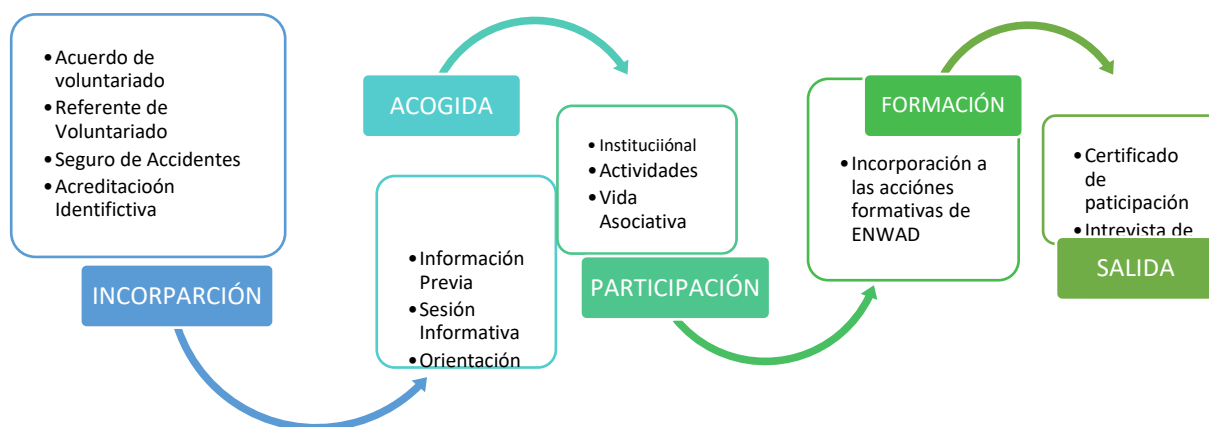 • Acuerdo de
voluntariado
• Referente de
Voluntariado
• Seguro de Accidentes
• Acreditacioón
Identifictiva
INCORPARCIÓN
ACOGIDA
• Información
Previa
• Sesión
Informativa
• Orientación
• Instituciiónal
• Actividades
• Vida
Asociativa
PARTICIPACIÓN
FORMACIÓN
• Incorporación a
las acciónes
formativas de
ENWAD
• Certificado
de
paticipación
• Intrevista de
SALIDA